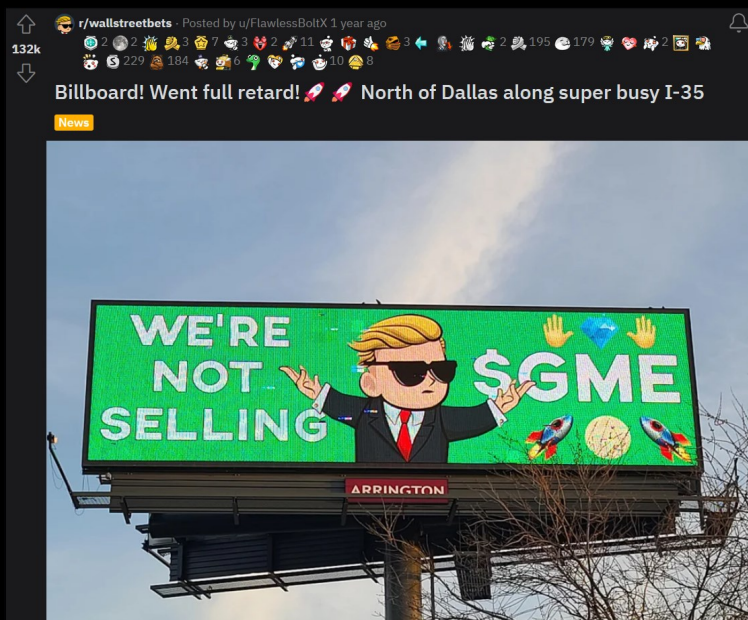 r/wallstreetbets · Posted by u/FlawlessBoltX 1 year ago
2 2 3 7 3 2 11 3 2 195 179 2
S 229 184 6 10 8
132k
Billboard! Went full retard!🚀 🚀 North of Dallas along super busy I-35
News
WE'RE
NOT
SELLING
$GME
ARRINGTON